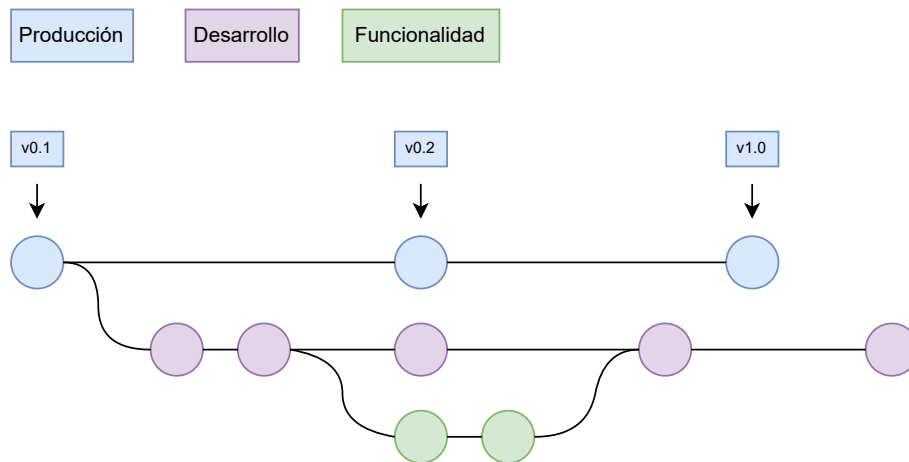 Producción
Desarrollo
Funcionalidad
v0.1
v0.2
v1.0